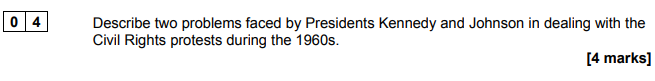 0 4 Describe two problems faced by Presidents Kennedy and Johnson in dealing with the
Civil Rights protests during the 1960s.
[4 marks]